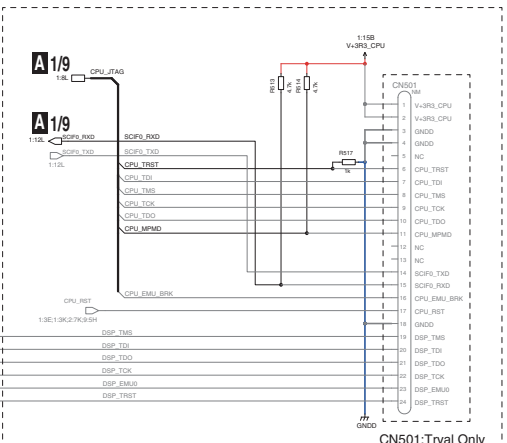 1:15B
V+3R3_CPU
A 1/9
1:8L
CPU_JTAG
R513
4.7k
R514
4.7k
CN501
NM
A 1/9
1:12L
SCIF0_RXD
SCIF0_RXD
SCIF0_TXD
SCIF0_TXD
1:12L
CPU_TRST
R517
1k
CPU_TDI
CPU_TMS
CPU_TCK
CPU_TDO
CPU_MPMD
CPU_EMU_BRK
CPU_RST
1:3E;1:3K;2:7K;9:5H
DSP_TMS
DSP_TDI
DSP_TDO
DSP_TCK
DSP_EMU0
DSP_TRST
1 V+3R3_CPU
2 V+3R3_CPU
3 GNDD
4 GNDD
5 NC
6 CPU_TRST
7 CPU_TDI
8 CPU_TMS
9 CPU_TCK
10 CPU_TDO
11 CPU_MPMD
12 NC
13 NC
14 SCIF0_TXD
15 SCIF0_RXD
16 CPU_EMU_BRK
17 CPU_RST
18 GNDD
19 DSP_TMS
20 DSP_TDI
21 DSP_TDO
22 DSP_TCK
23 DSP_EMU0
24 DSP_TRST
GNDD
CN501:Tryal Only